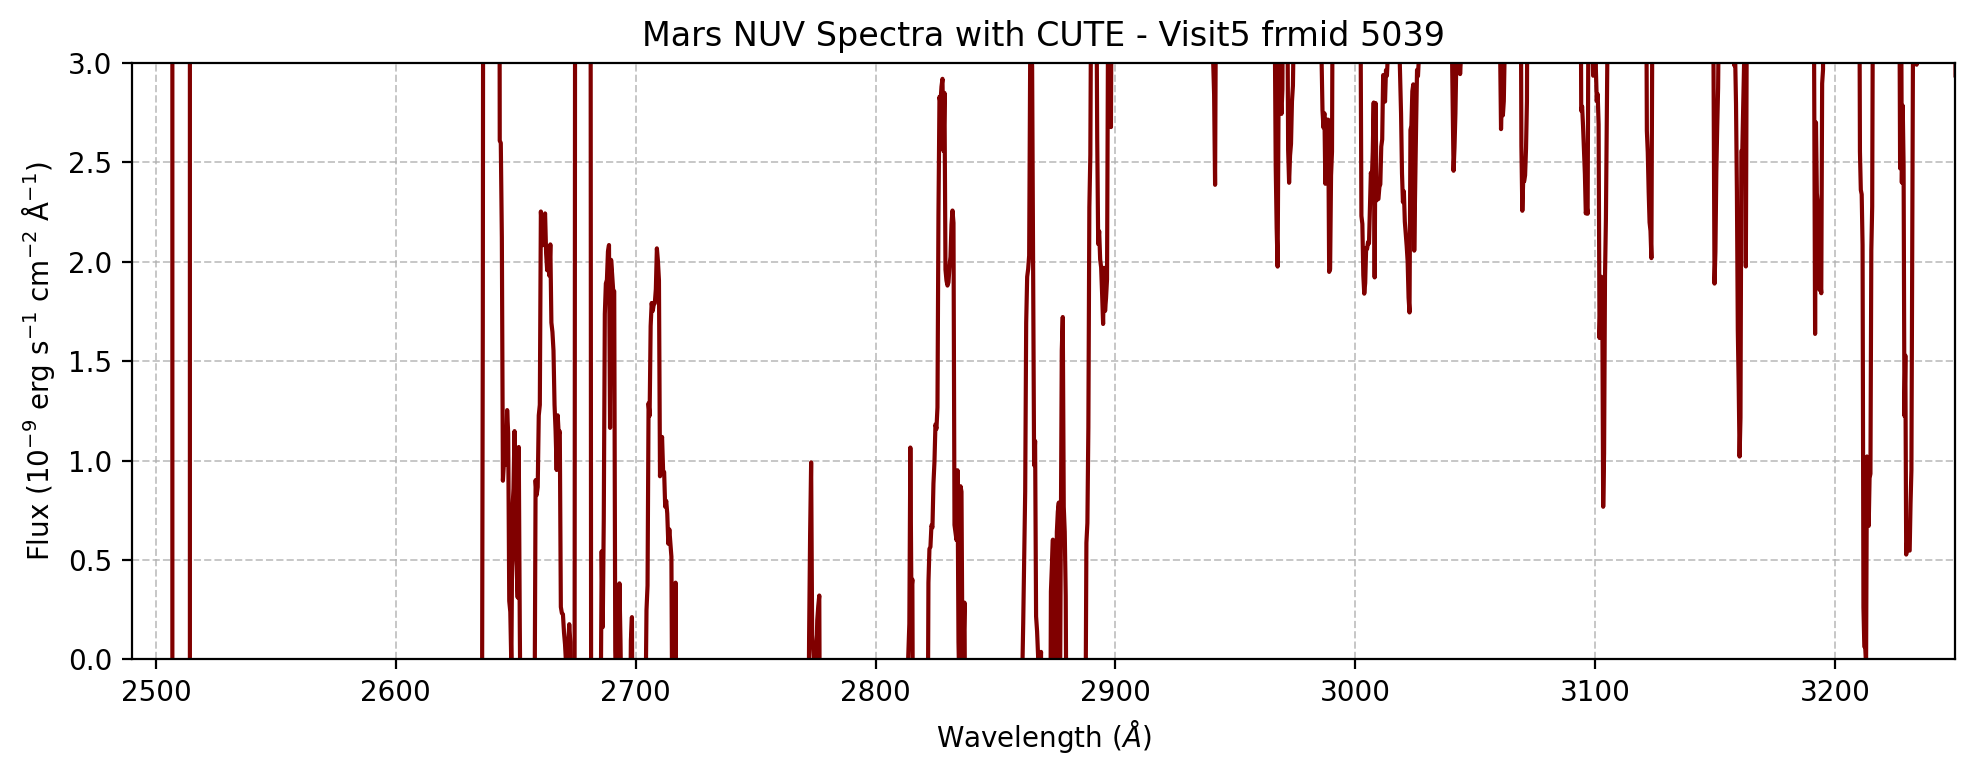 Mars NUV Spectra with CUTE - Visit5 frmid 5039
3.0
2.5
2.0
1.5
1.0
0.5
0.0
Flux (10⁻⁹ erg s⁻¹ cm⁻² Å⁻¹)
2500 2600 2700 2800 2900 3000 3100 3200
Wavelength (Å)